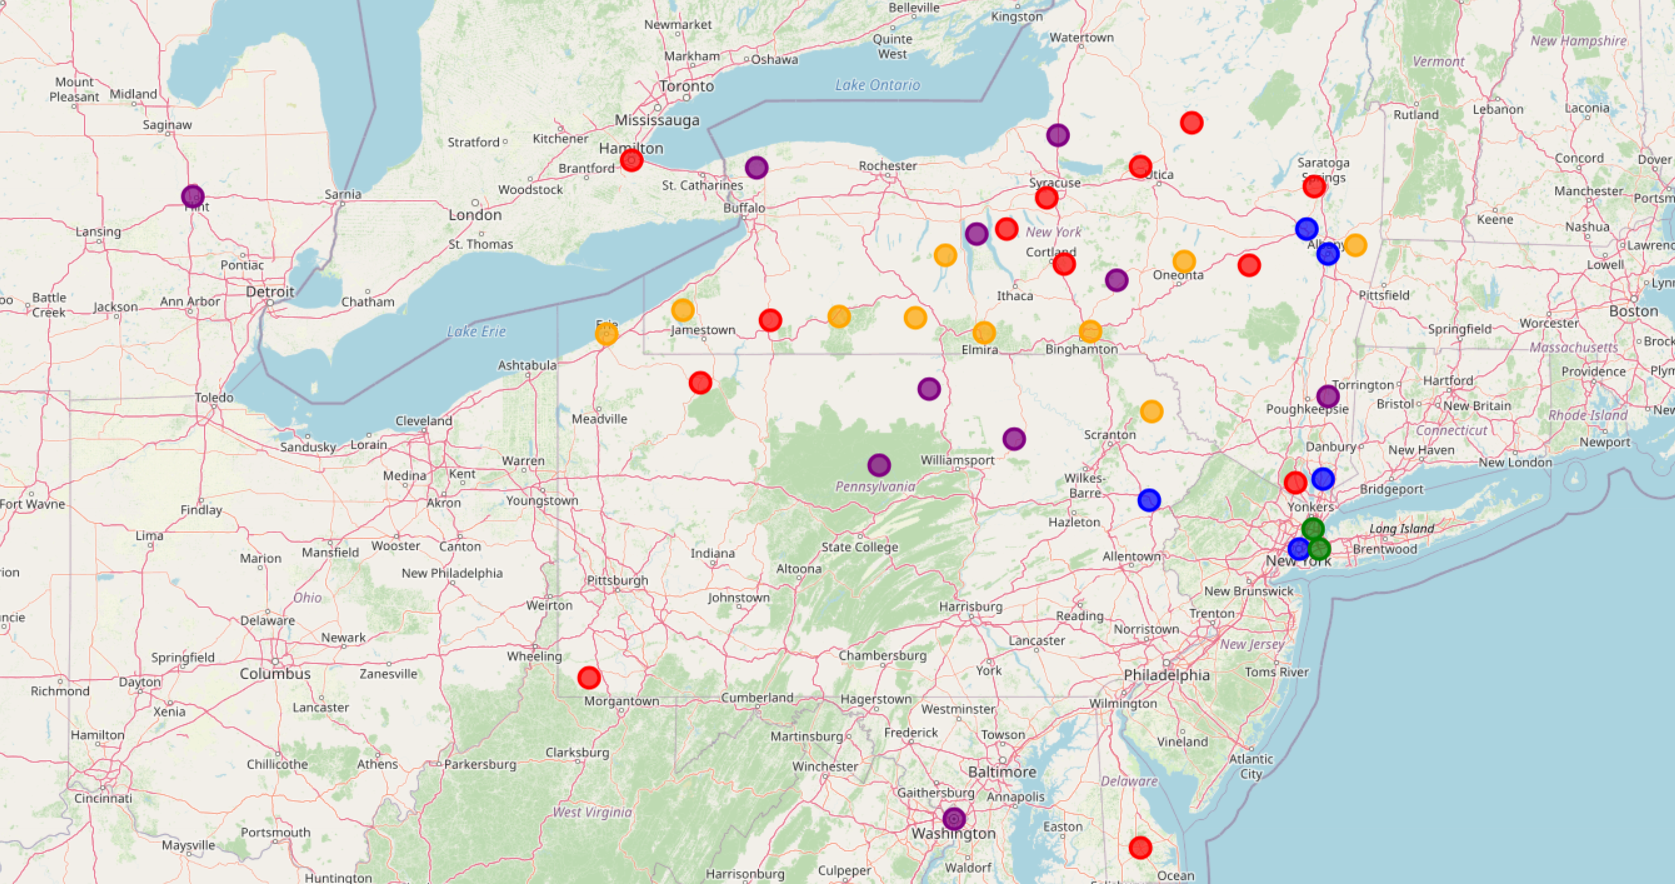 Belleville
Kingston
Newmarket
Watertown
Quinte
West
New Hampshire
Markham
Oshawa
Vermont
Mount
Pleasant
Midland
Toronto
Lake Ontario
Saginaw
Mississauga
Rutland
Lebanon
Laconia
Stratford
Kitchener
Hamilton
Brantford
Rochester
Saratoga
Springs
Concord
Dover
Woodstock
St. Catharines
Syracuse
Utica
Manchester
Sarnia
London
Buffalo
Keene
Nashua
Lansing
St. Thomas
New York
Albany
Cortland
Lowell
Pontiac
Oneonta
Detroit
Ithaca
Pittsfield
Battle
Creek
Jackson
Ann Arbor
Chatham
Boston
Lake Erie
Erie
Jamestown
Springfield
Worcester
Elmira
Binghamton
Massachusetts
Ashtabula
Providence
Toledo
Meadville
Torrington
Hartford
Poughkeepsie
Bristol
New Britain
Rhode Island
Cleveland
Scranton
Connecticut
Newport
Sandusky
Lorain
Danbury
New Haven
New London
Medina
Kent
Warren
Williamsport
Wilkes-
Barre
Pennsylvania
Bridgeport
Fort Wayne
Akron
Youngstown
Yonkers
Findlay
Hazleton
Long Island
Lima
Mansfield
Wooster
Canton
Indiana
State College
Brentwood
Marion
Allentown
New York
New Philadelphia
Altoona
Pittsburgh
New Brunswick
Ohio
Weirton
Johnstown
Harrisburg
Reading
Trenton
Delaware
Newark
Norristown
Lancaster
New Jersey
Springfield
Wheeling
Chambersburg
York
Dayton
Columbus
Zanesville
Philadelphia
Toms River
Richmond
Cumberland
Hagerstown
Morgantown
Wilmington
Xenia
Lancaster
Westminster
Hamilton
Martinsburg
Frederick
Towson
Vineland
Clarksburg
Chillicothe
Athens
Parkersburg
Winchester
Baltimore
Atlantic
City
Delaware
Cincinnati
Gaithersburg
Annapolis
West Virginia
Portsmouth
Washington
Easton
Maysville
Huntington
Harrisonburg
Culpeper
Waldorf
Ocean